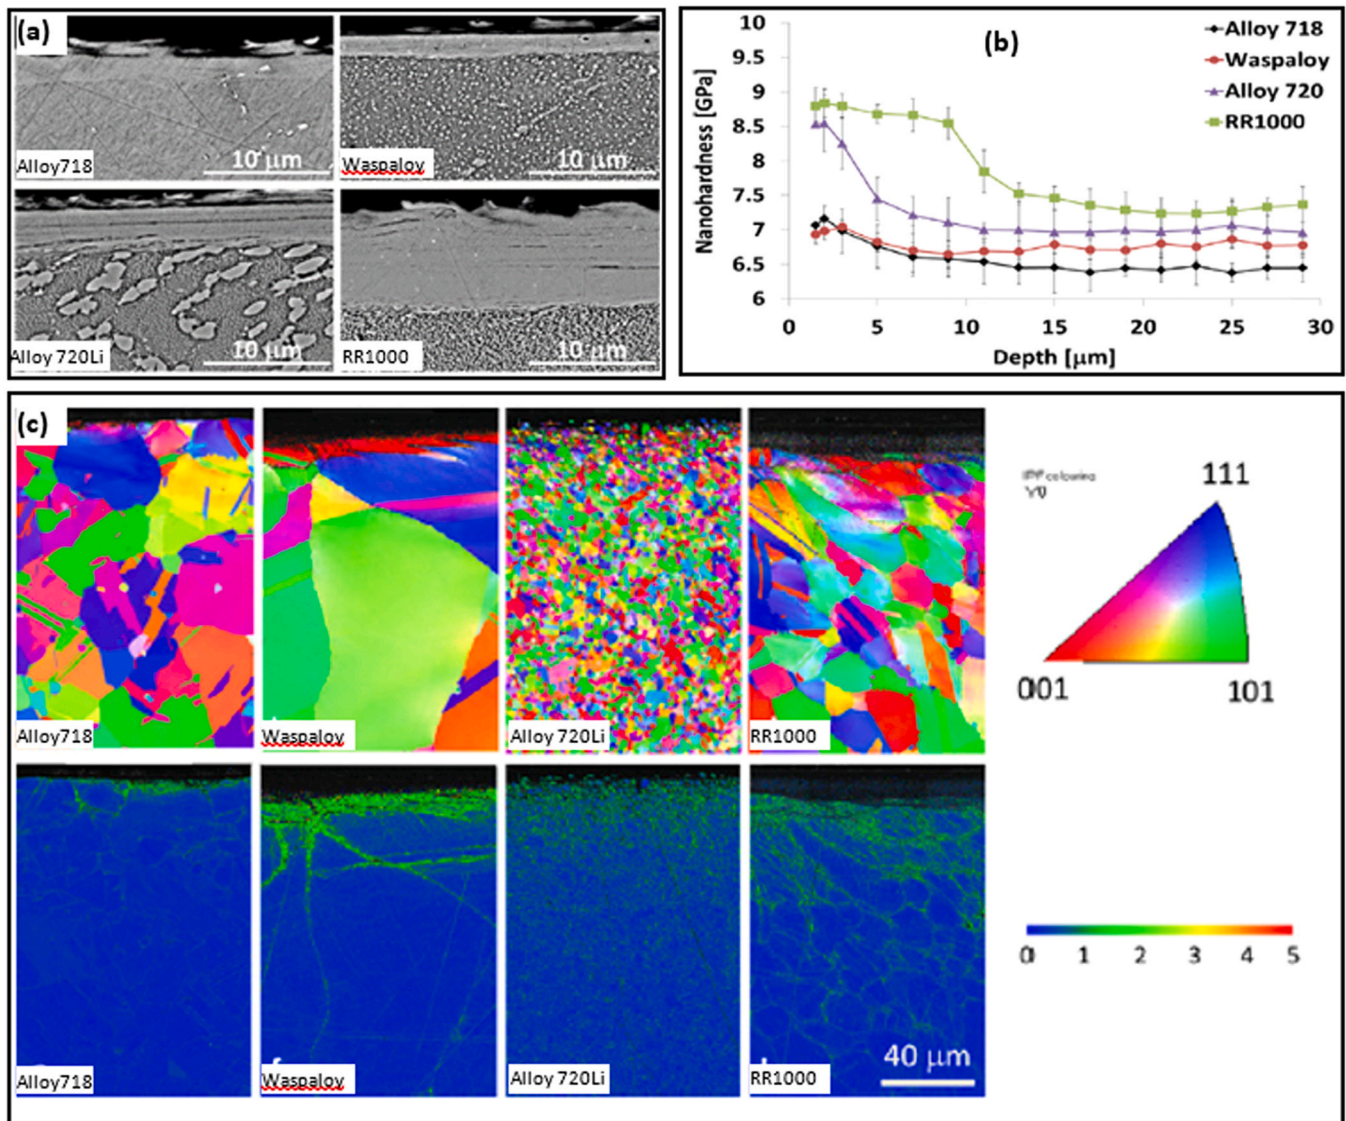 (a)
Alloy718
10 μm
Waspaloy
10 μm
Alloy 720Li
10 μm
RR1000
10 μm
(b)
Nanohardness [GPa]
10
9.5
9
8.5
8
7.5
7
6.5
6
0 5 10 15 20 25 30
Depth [μm]
Alloy 718
Waspaloy
Alloy 720
RR1000
(c)
Alloy718
Waspaloy
Alloy 720Li
RR1000
IPF colouring
111
001
101
Alloy718
Waspaloy
Alloy 720Li
RR1000
40 μm
0 1 2 3 4 5